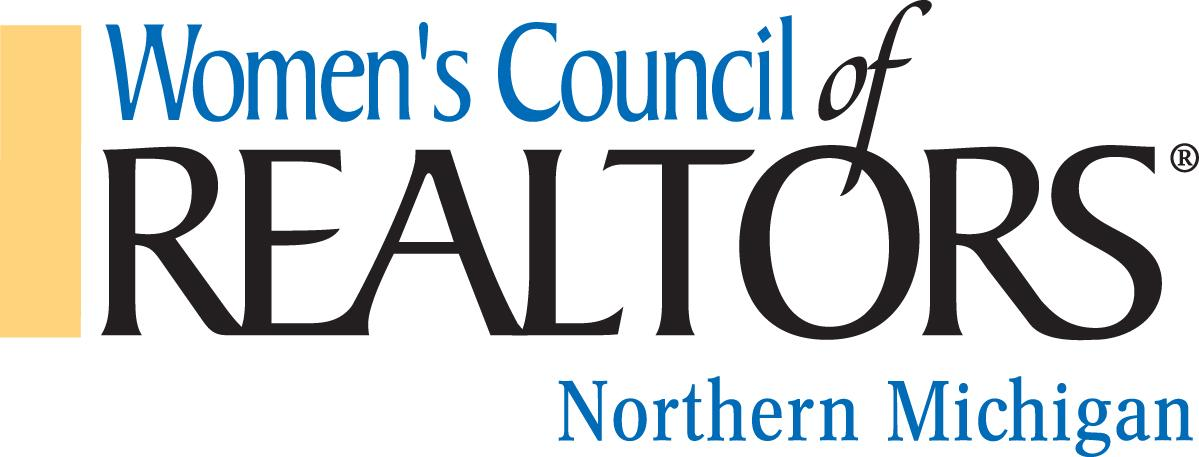 Women's Council of
REALTORS®
Northern Michigan